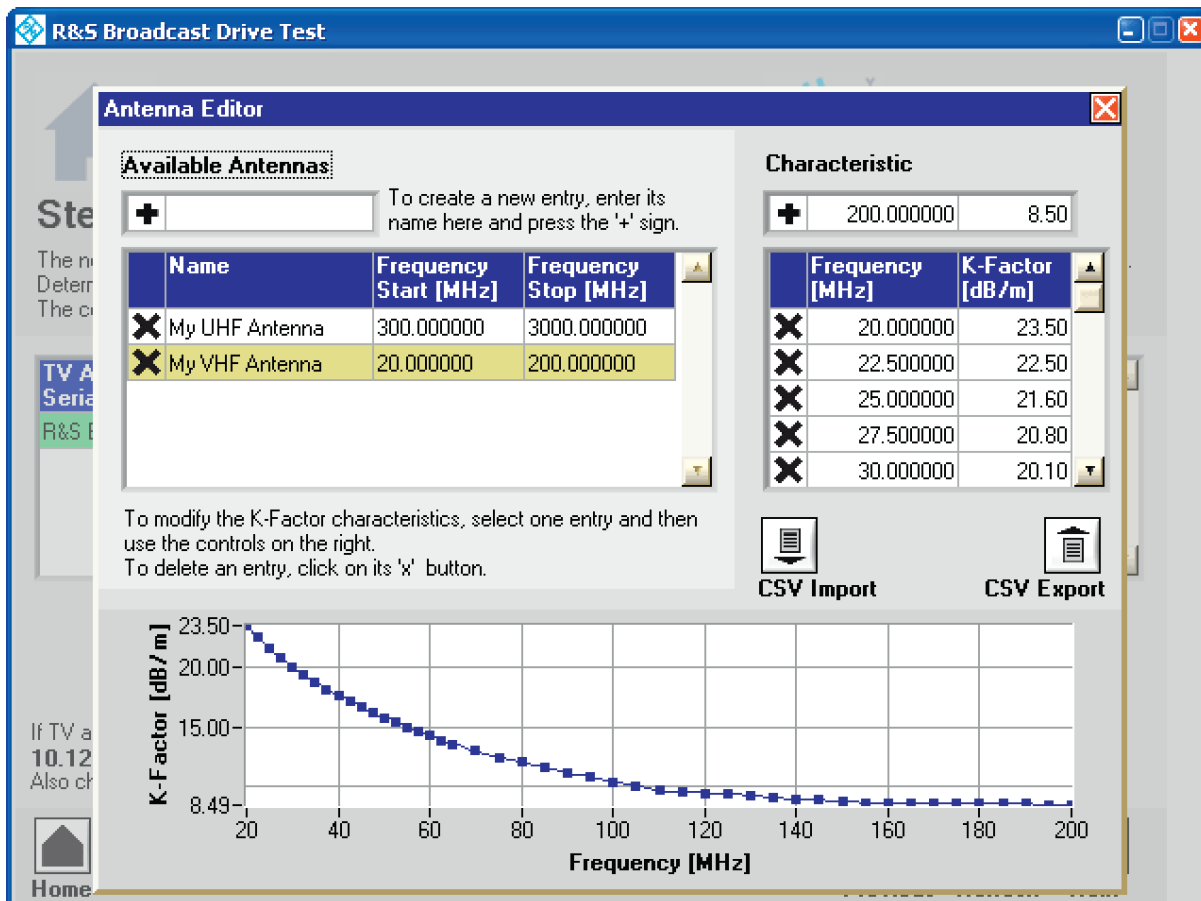 R&S Broadcast Drive Test
Antenna Editor
Available Antennas
To create a new entry, enter its
name here and press the '+' sign.
Name Frequency Start [MHz] Frequency Stop [MHz]
My UHF Antenna 300.000000 3000.000000
My VHF Antenna 20.000000 200.000000
To modify the K-Factor characteristics, select one entry and then
use the controls on the right.
To delete an entry, click on its 'x' button.
Characteristic
200.000000 8.50
Frequency [MHz] K-Factor [dB/m]
20.000000 23.50
22.500000 22.50
25.000000 21.60
27.500000 20.80
30.000000 20.10
CSV Import
CSV Export
K-Factor [dB/m]
23.50
20.00
15.00
8.49
20 40 60 80 100 120 140 160 180 200
Frequency [MHz]
Ste
The
Deter
The
TV A
Seria
R&S
If TV a
10.12
Also
Home